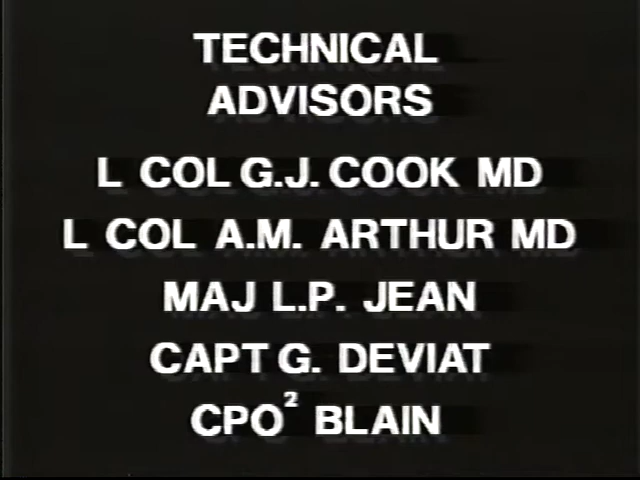 TECHNICAL
ADVISORS
L COL G.J. COOK MD
L COL A.M. ARTHUR MD
MAJ L.P. JEAN
CAPT G. DEVIAT
CPO² BLAIN